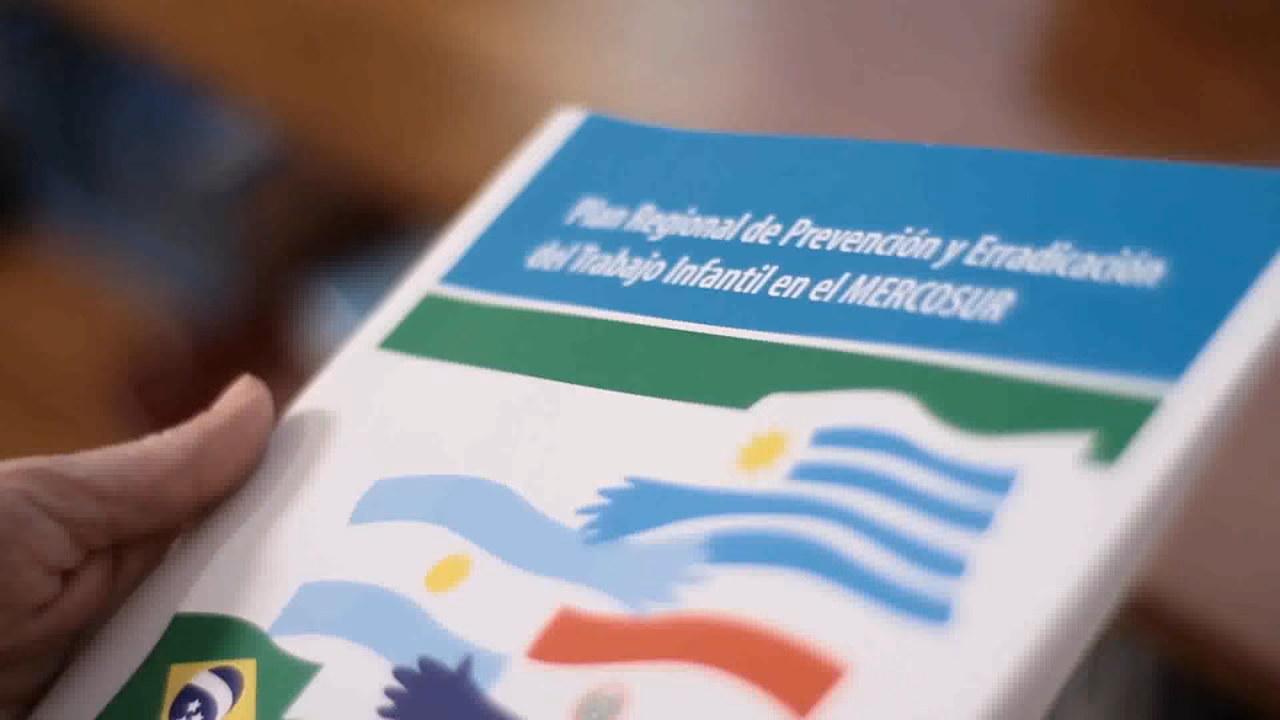 Plan Regional de Prevención y Erradicación
del Trabajo Infantil en el MERCOSUR